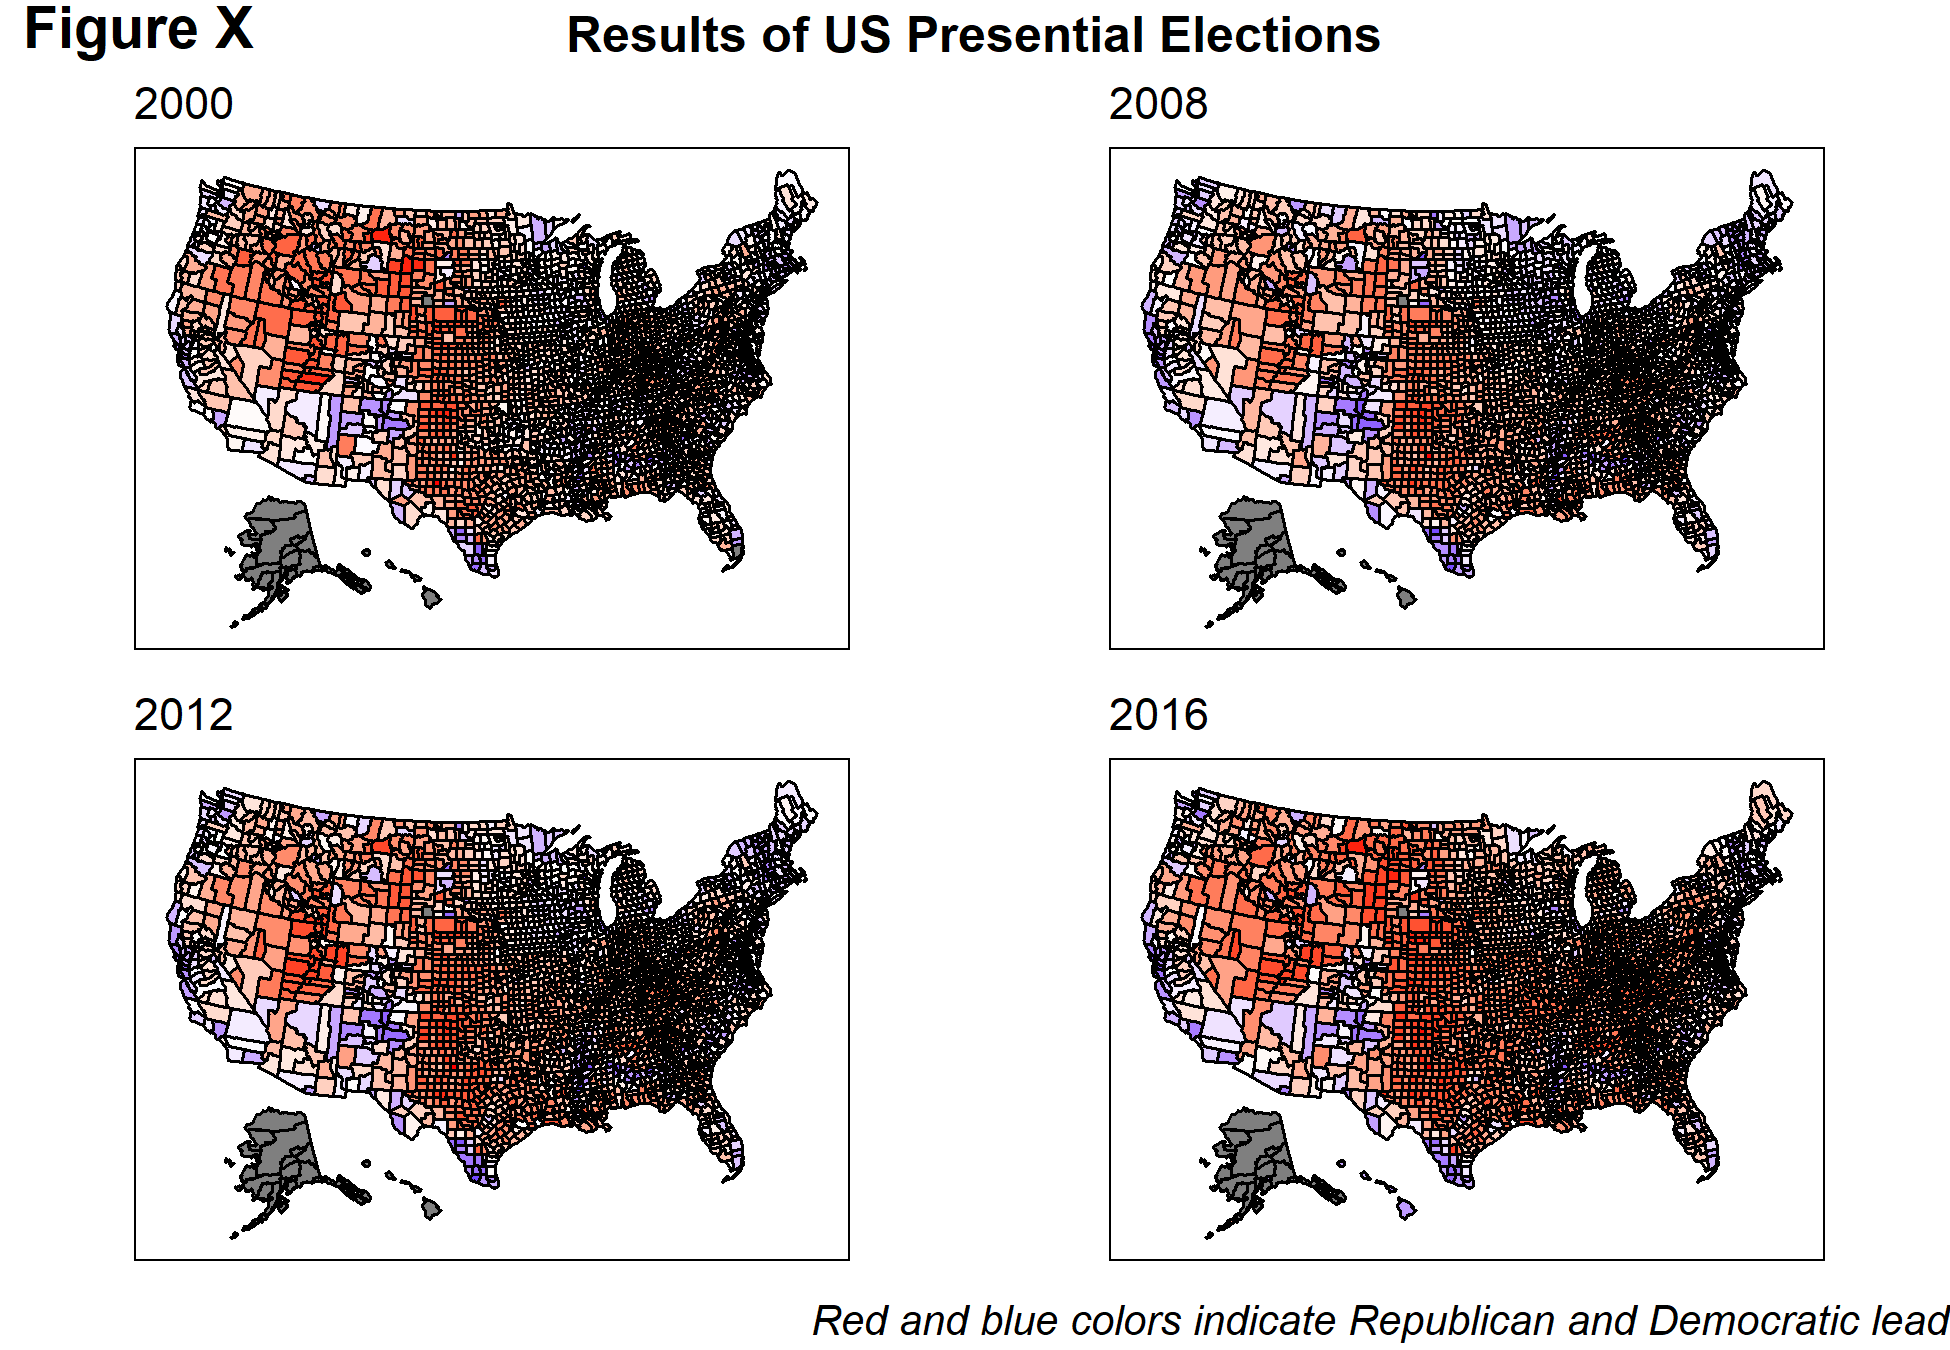 Figure X
Results of US Presential Elections
2000
2008
2012
2016
Red and blue colors indicate Republican and Democratic lead